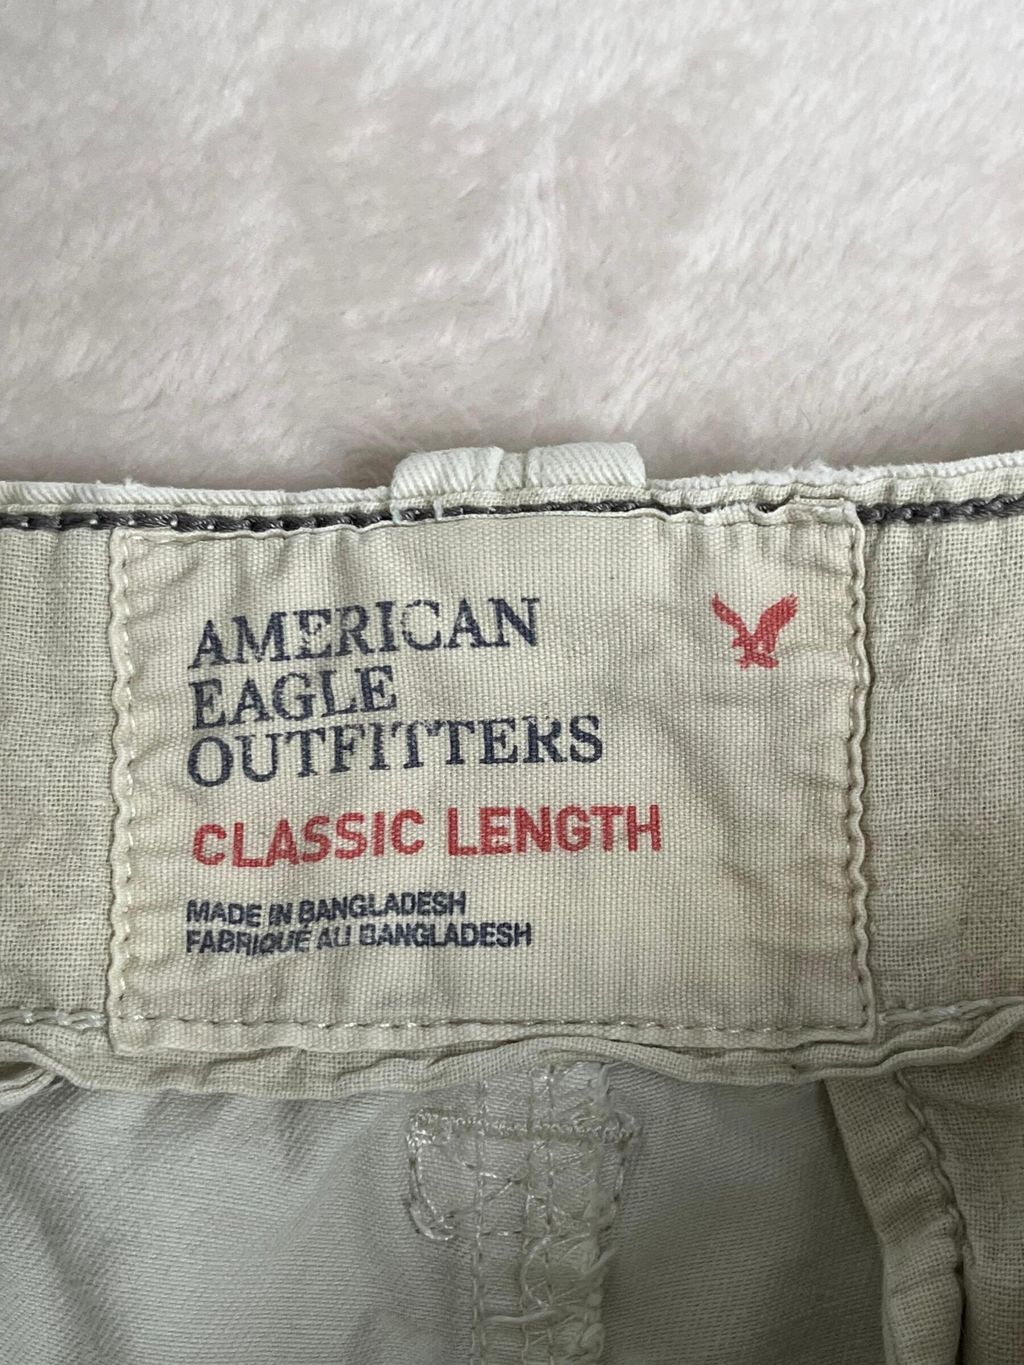 AMERICAN
EAGLE
OUTFITTERS
CLASSIC LENGTH
MADE IN BANGLADESH
FABRIQUÉ AU BANGLADESH